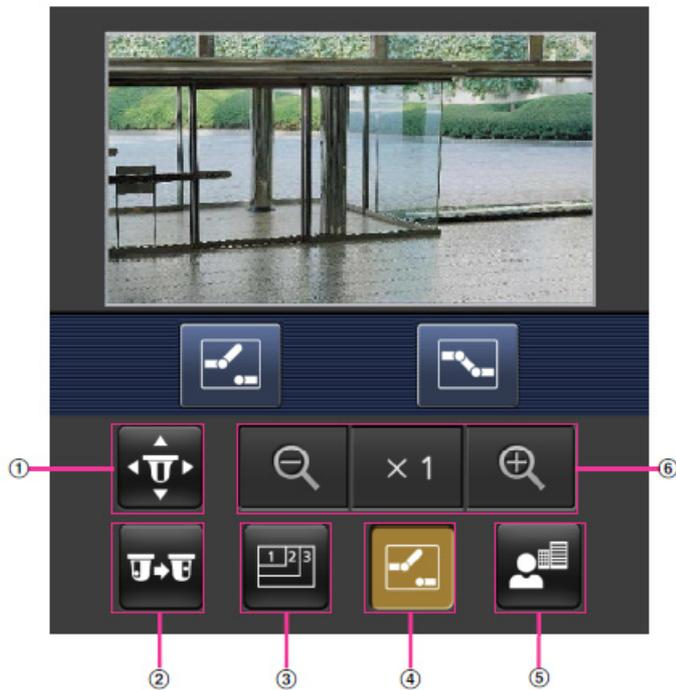 ①
× 1
⑥
1 2 3
② ③ ④ ⑤